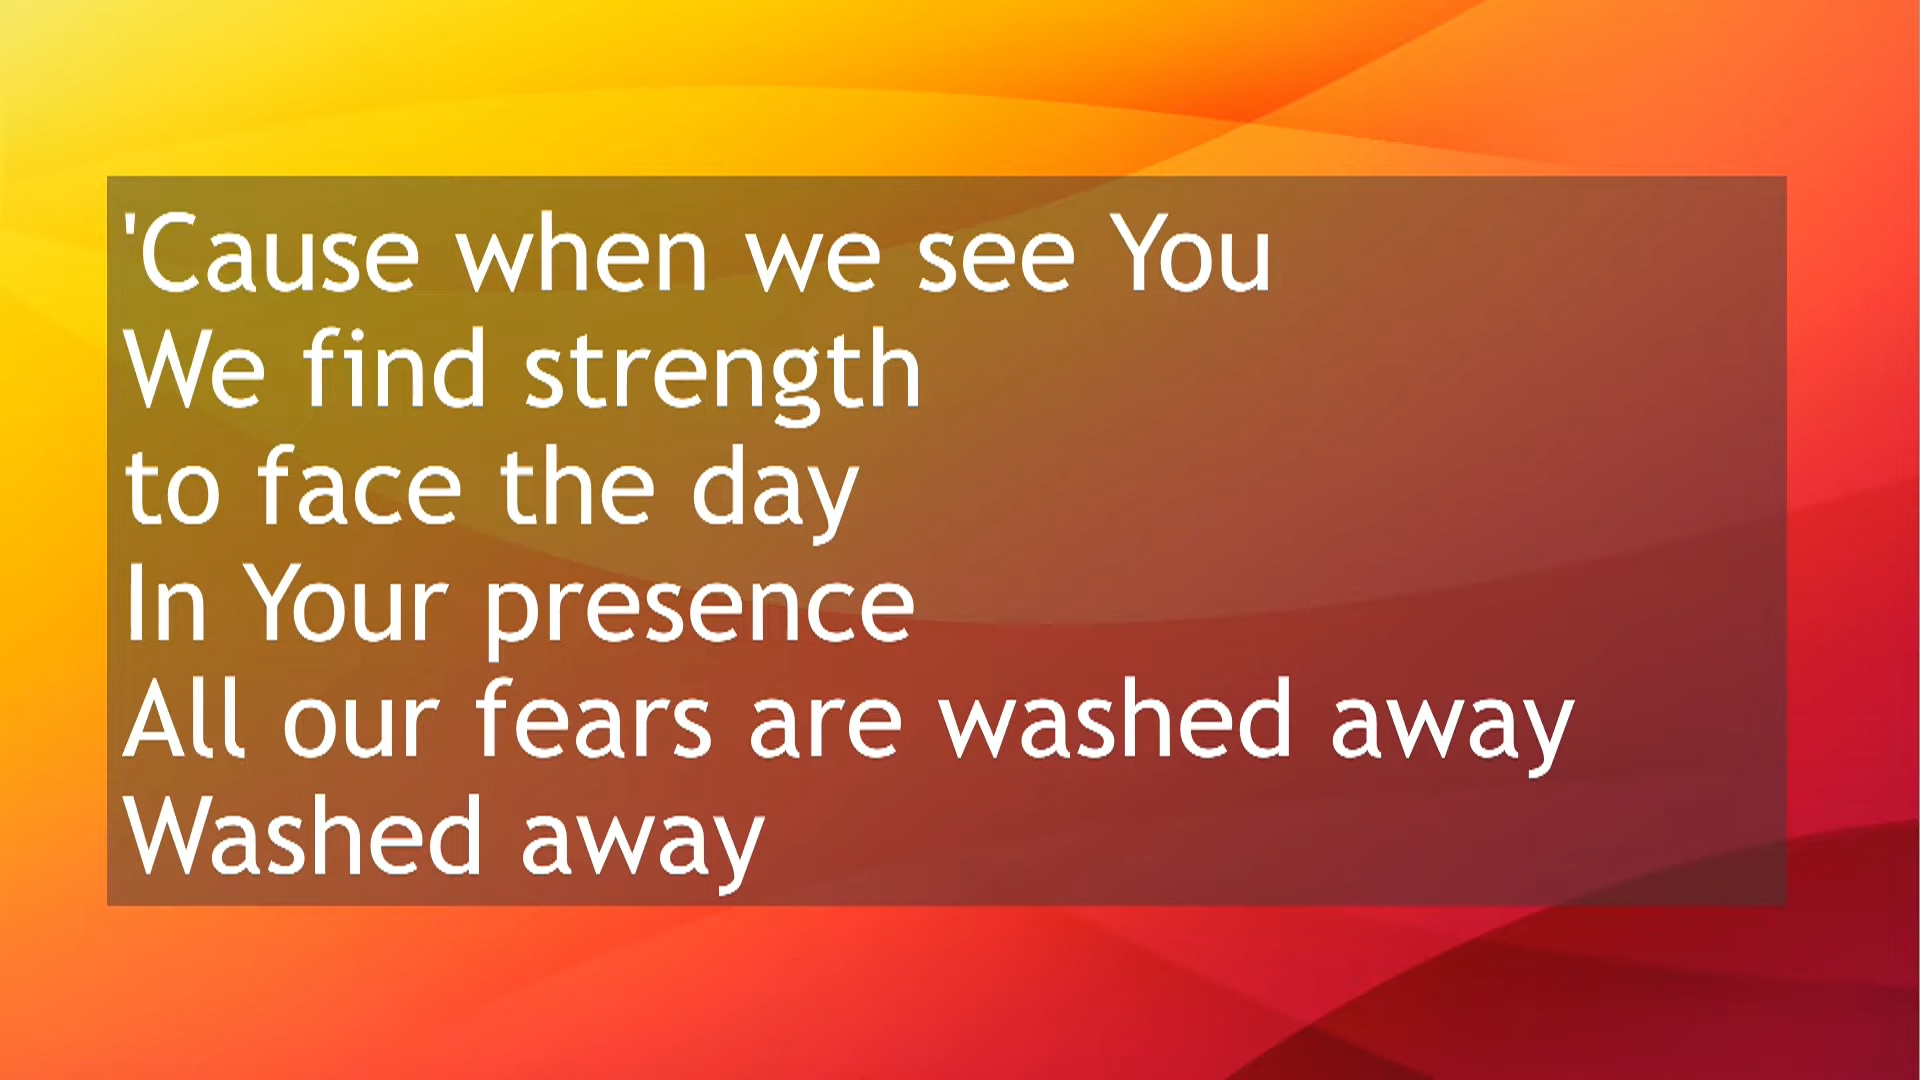 'Cause when we see You
We find strength
to face the day
In Your presence
All our fears are washed away
Washed away